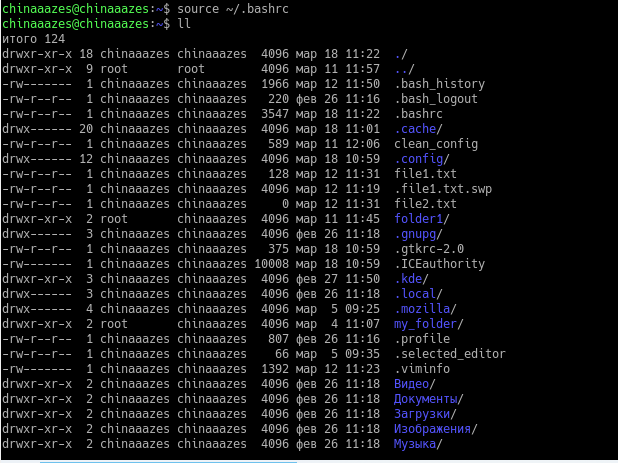 chinaaazes@chinaaazes:~$ source ~/.bashrc
chinaaazes@chinaaazes:~$ ll
итого 124
drwxr-xr-x 18 chinaaazes chinaaazes  4096 мар 18 11:22 ./
drwxr-xr-x  9 root       root        4096 мар 11 11:57 ../
-rw-------  1 chinaaazes chinaaazes  1966 мар 12 11:50 .bash_history
-rw-r--r--  1 chinaaazes chinaaazes   220 фев 26 11:16 .bash_logout
-rw-r--r--  1 chinaaazes chinaaazes  3547 мар 18 11:22 .bashrc
drwx------ 20 chinaaazes chinaaazes  4096 мар 18 11:01 .cache/
-rw-r--r--  1 chinaaazes chinaaazes   589 мар 11 12:06 clean_config
drwx------ 12 chinaaazes chinaaazes  4096 мар 18 10:59 .config/
-rw-r--r--  1 chinaaazes chinaaazes   128 мар 12 11:31 file1.txt
-rw-r--r--  1 chinaaazes chinaaazes  4096 мар 12 11:19 .file1.txt.swp
-rw-r--r--  1 chinaaazes chinaaazes     0 мар 12 11:31 file2.txt
drwxr-xr-x  2 root       chinaaazes  4096 мар 11 11:45 folder1/
drwx------  3 chinaaazes chinaaazes  4096 фев 26 11:18 .gnupg/
-rw-r--r--  1 chinaaazes chinaaazes   375 мар 18 10:59 .gtkrc-2.0
-rw-------  1 chinaaazes chinaaazes 10008 мар 18 10:59 .ICEauthority
drwxr-xr-x  3 chinaaazes chinaaazes  4096 фев 27 11:50 .kde/
drwx------  3 chinaaazes chinaaazes  4096 фев 26 11:18 .local/
drwx------  4 chinaaazes chinaaazes  4096 мар  5 09:25 .mozilla/
drwxr-xr-x  2 root       chinaaazes  4096 мар  4 11:07 my_folder/
-rw-r--r--  1 chinaaazes chinaaazes   807 фев 26 11:16 .profile
-rw-r--r--  1 chinaaazes chinaaazes    66 мар  5 09:35 .selected_editor
-rw-------  1 chinaaazes chinaaazes  1392 мар 12 11:23 .viminfo
drwxr-xr-x  2 chinaaazes chinaaazes  4096 фев 26 11:18 Видео/
drwxr-xr-x  2 chinaaazes chinaaazes  4096 фев 26 11:18 Документы/
drwxr-xr-x  2 chinaaazes chinaaazes  4096 фев 26 11:18 Загрузки/
drwxr-xr-x  2 chinaaazes chinaaazes  4096 фев 26 11:18 Изображения/
drwxr-xr-x  2 chinaaazes chinaaazes  4096 фев 26 11:18 Музыка/